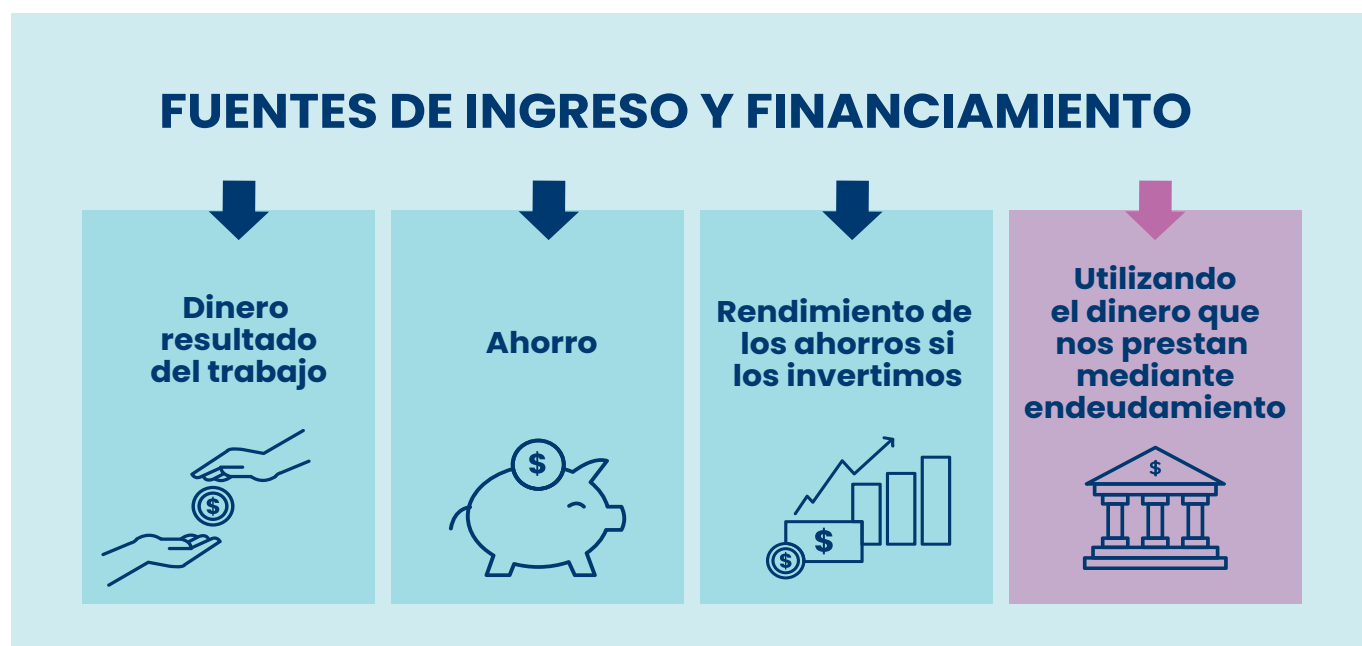 FUENTES DE INGRESO Y FINANCIAMIENTO
Dinero
resultado
del trabajo
$
Ahorro
$
Rendimiento de
los ahorros si
los invertimos
$
$
Utilizando
el dinero que
nos prestan
mediante
endeudamiento
$